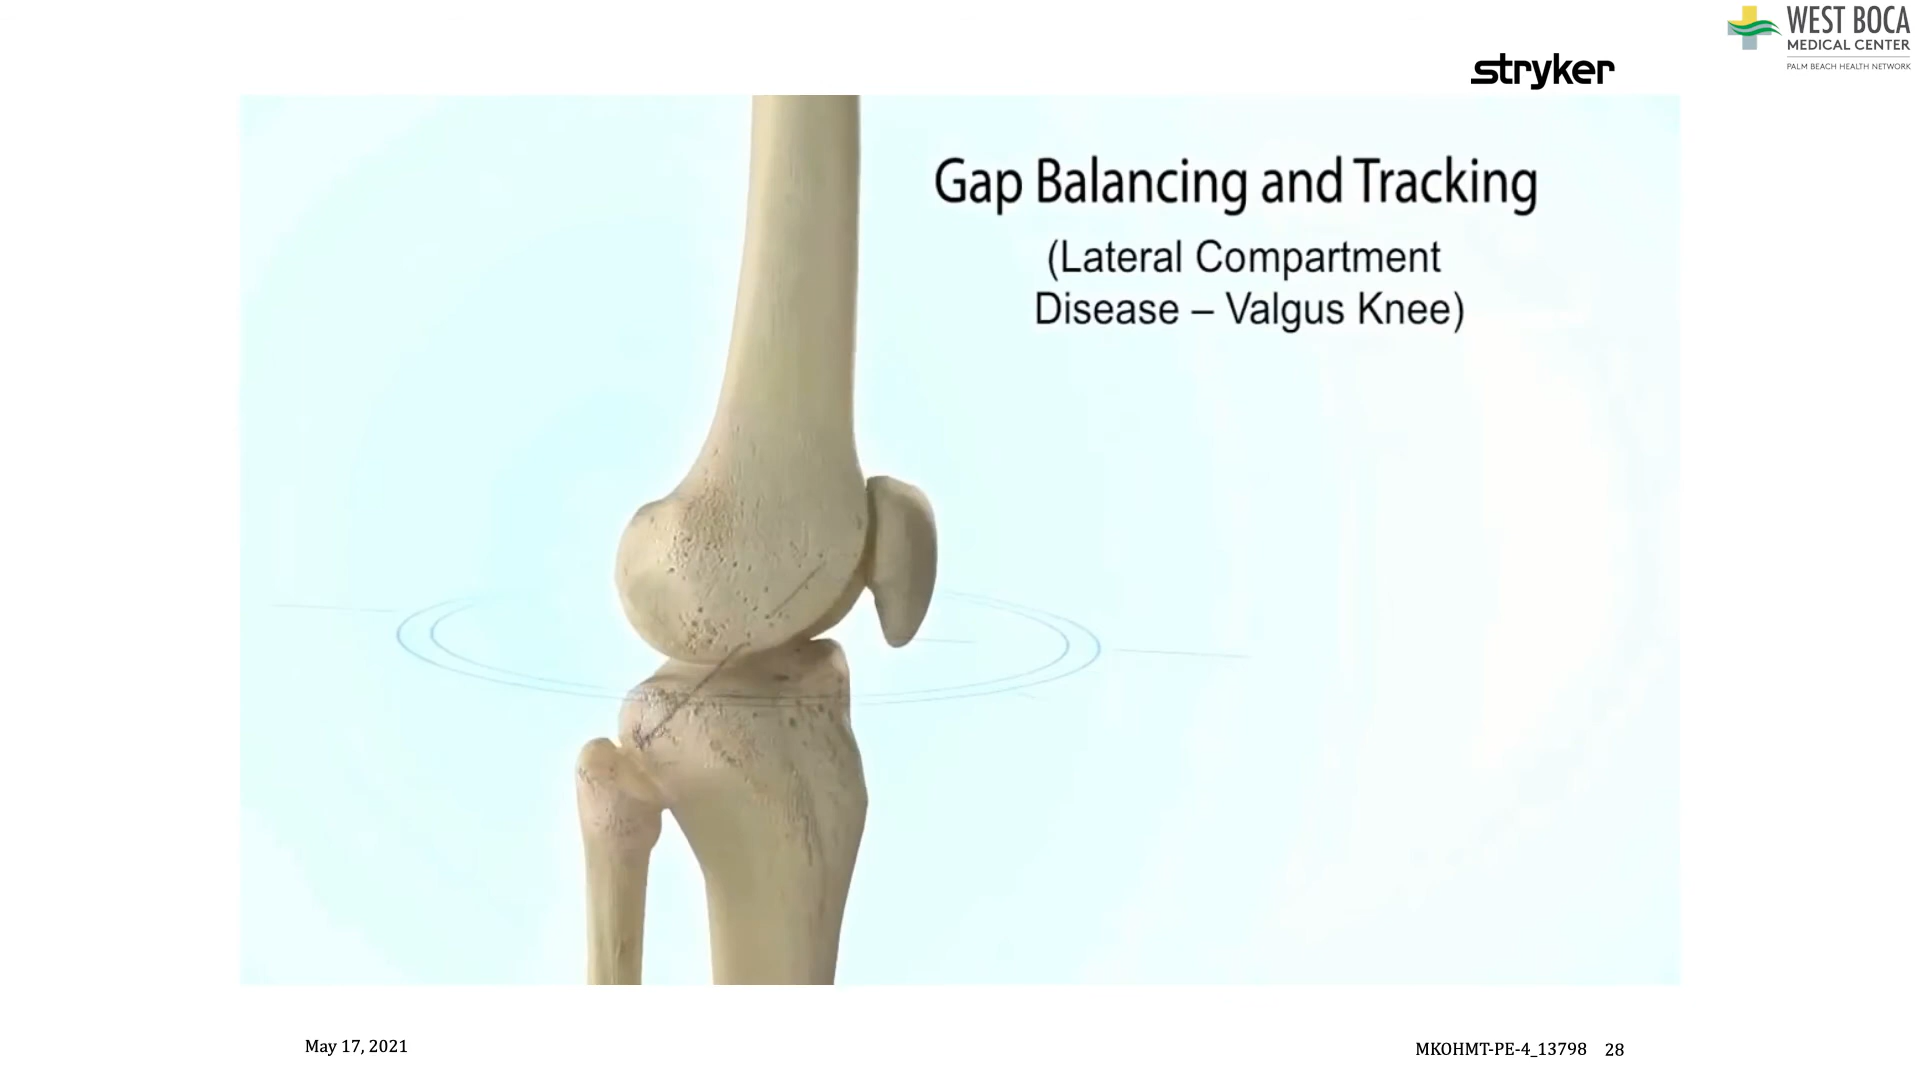 WEST BOCA
MEDICAL CENTER
PALM BEACH HEALTH NETWORK
stryker
Gap Balancing and Tracking
(Lateral Compartment
Disease – Valgus Knee)
May 17, 2021
MKOHMT-PE-4_13798 28